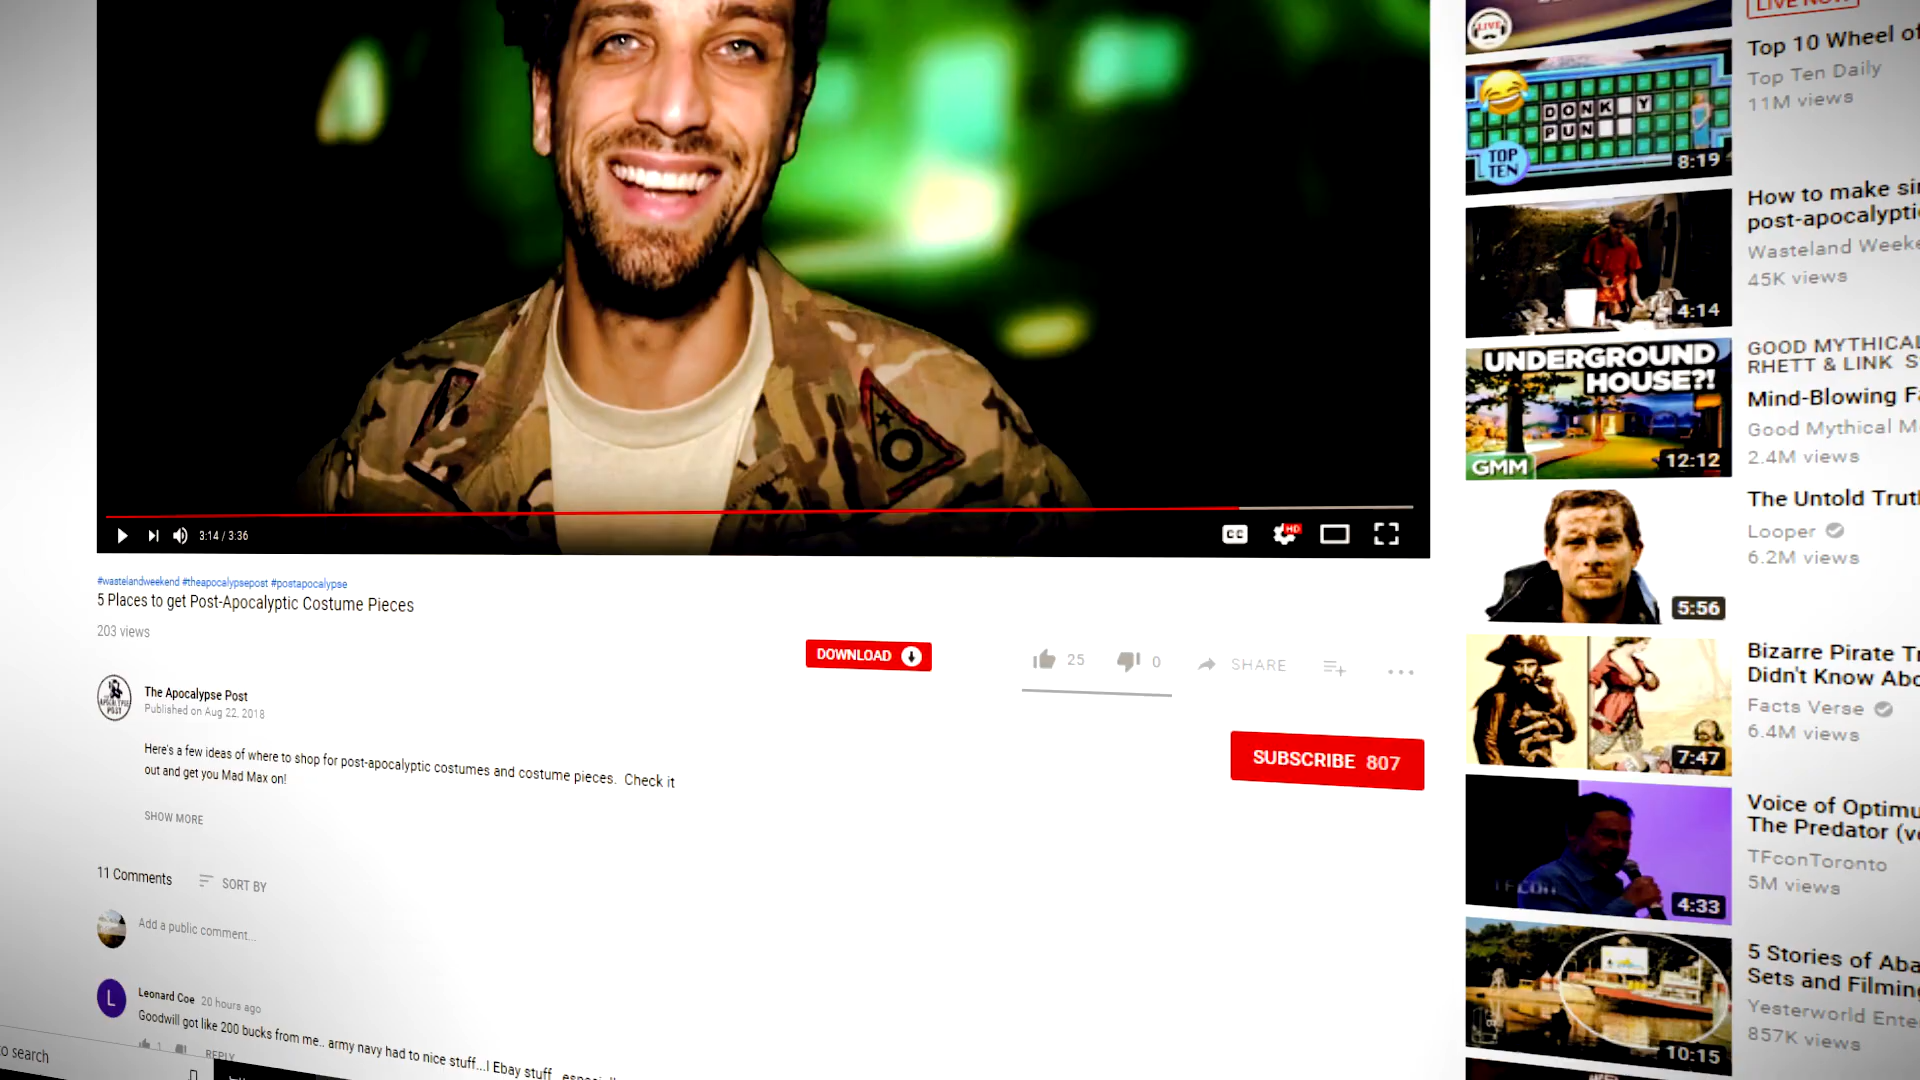 3:14 / 3:36
CC
HD
#wastelandweekend #theapocalypsepost #postapocalypse
5 Places to get Post-Apocalyptic Costume Pieces
203 views
DOWNLOAD
25
0
SHARE
APOCALYPSE
POST
The Apocalypse Post
Published on Aug 22, 2018
SUBSCRIBE 807
Here's a few ideas of where to shop for post-apocalyptic costumes and costume pieces. Check it
out and get you Mad Max on!
SHOW MORE
11 Comments
SORT BY
Add a public comment...
L
Leonard Coe 20 hours ago
Goodwill got like 200 bucks from me.. army navy had to nice stuff...I Ebay stuff
1
REPLY
to search
LIVE
LIVE NOW
DONK Y
PUN
TOP
TEN
8:19
Top 10 Wheel of
Top Ten Daily
11M views
4:14
How to make
post-apocalypti
Wasteland Weeke
45K views
UNDERGROUND
HOUSE?!
GMM
12:12
GOOD MYTHICAL
RHETT & LINK S
Mind-Blowing Fa
Good Mythical M
2.4M views
5:56
The Untold Trut
Looper
6.2M views
7:47
Bizarre Pirate
Didn't Know Abo
Facts Verse
6.4M views
TFCON
4:33
Voice of Optimu
The Predator
TFconToronto
5M views
10:15
5 Stories of Aba
Sets and Filming
Yesterworld Ente
857K views